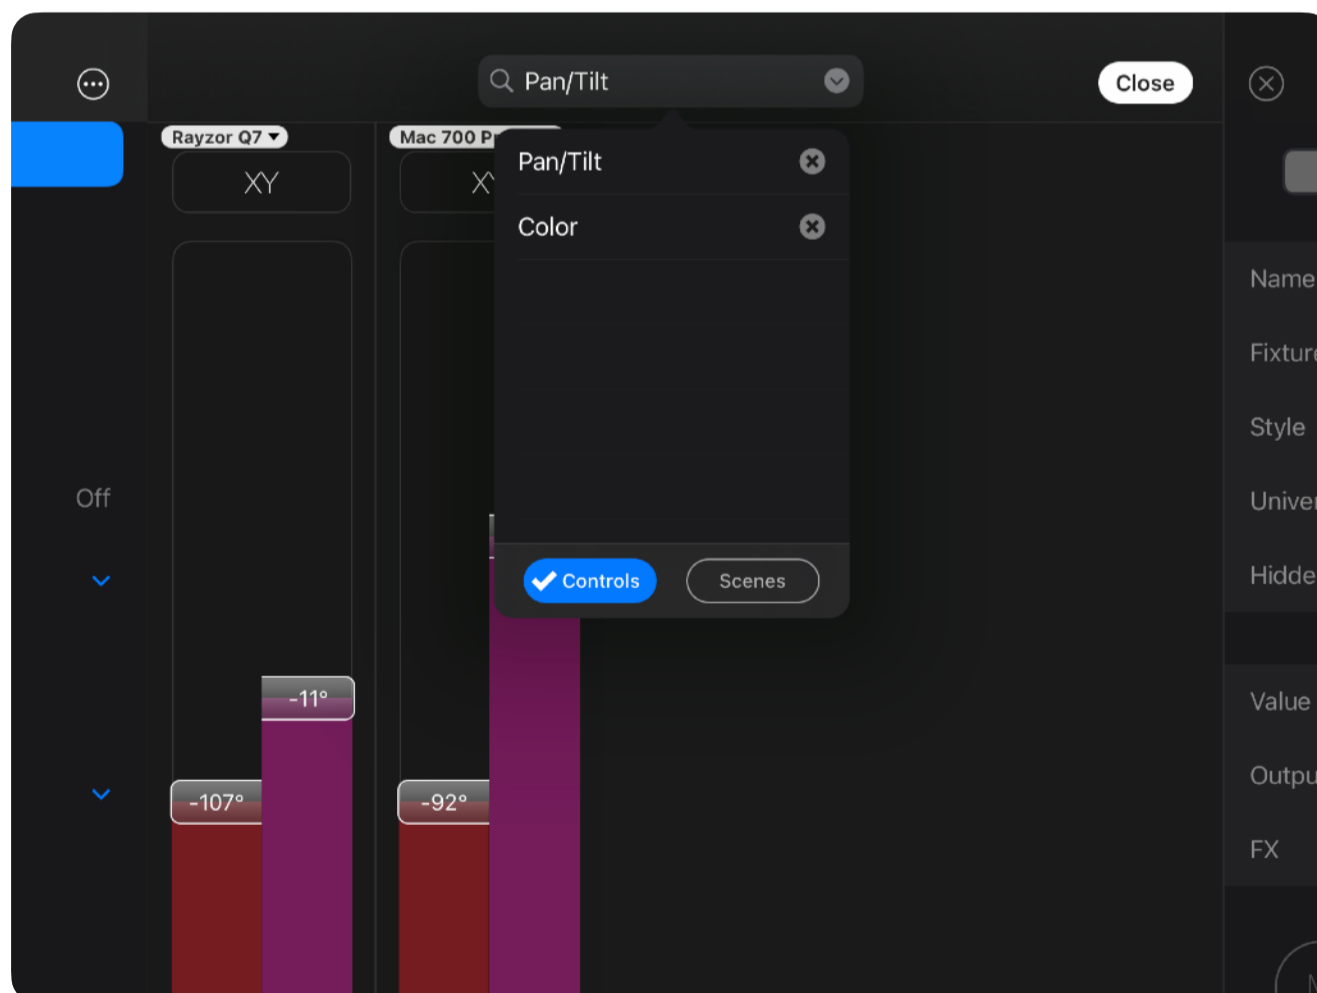 Pan/Tilt
Close
Rayzor Q7
Mac 700 P
XY
X
Pan/Tilt
Color
Controls
Scenes
Off
-11°
-107°
-92°
Name
Fixture
Style
Univer
Hidde
Value
Outpu
FX